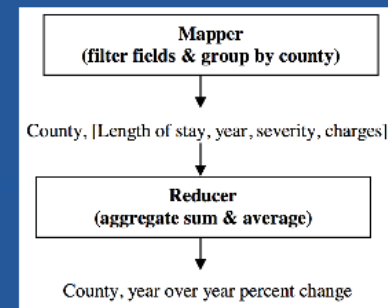 Mapper
(filter fields & group by county)
County, [Length of stay, year, severity, charges]
Reducer
(aggregate sum & average)
County, year over year percent change